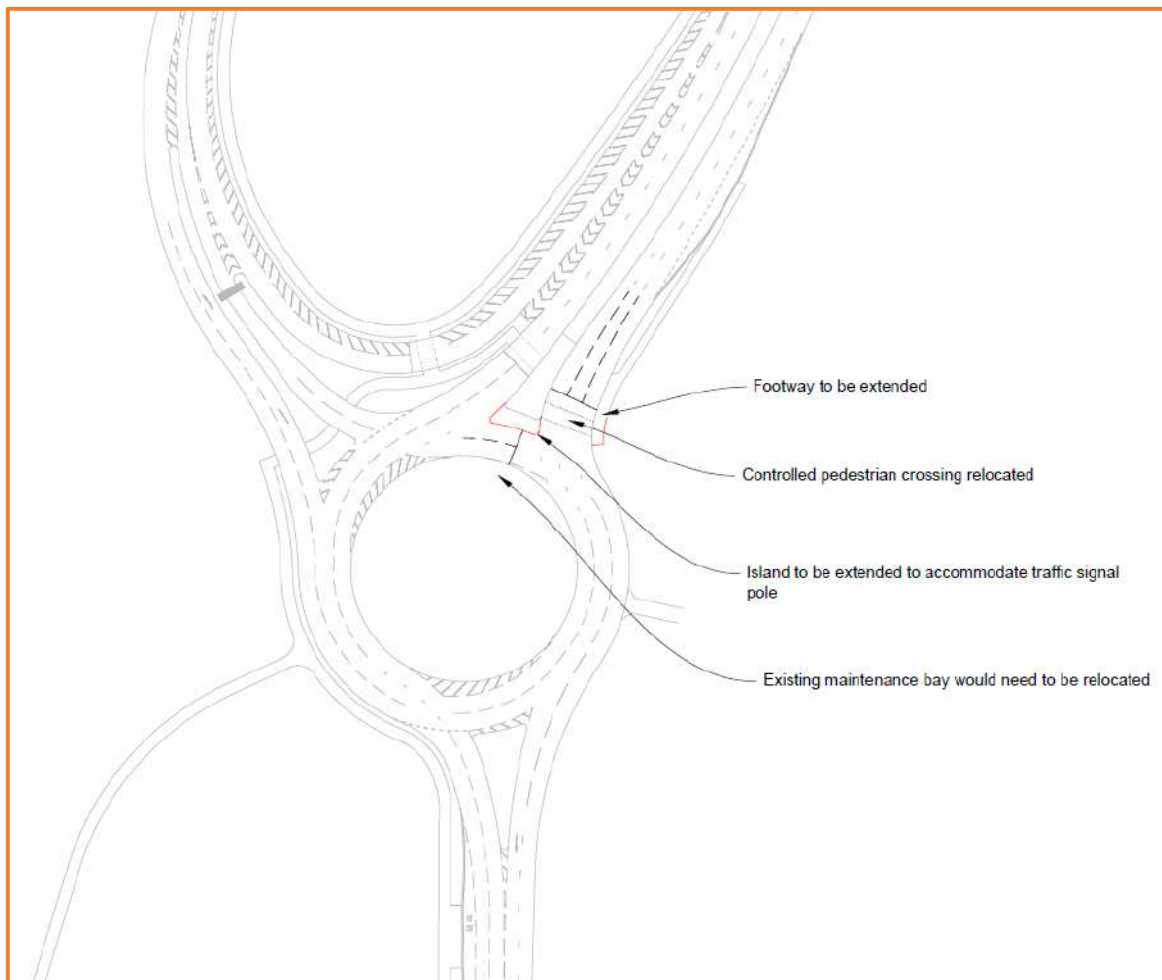 Footway to be extended
Controlled pedestrian crossing relocated
Island to be extended to accommodate traffic signal
pole
Existing maintenance bay would need to be relocated